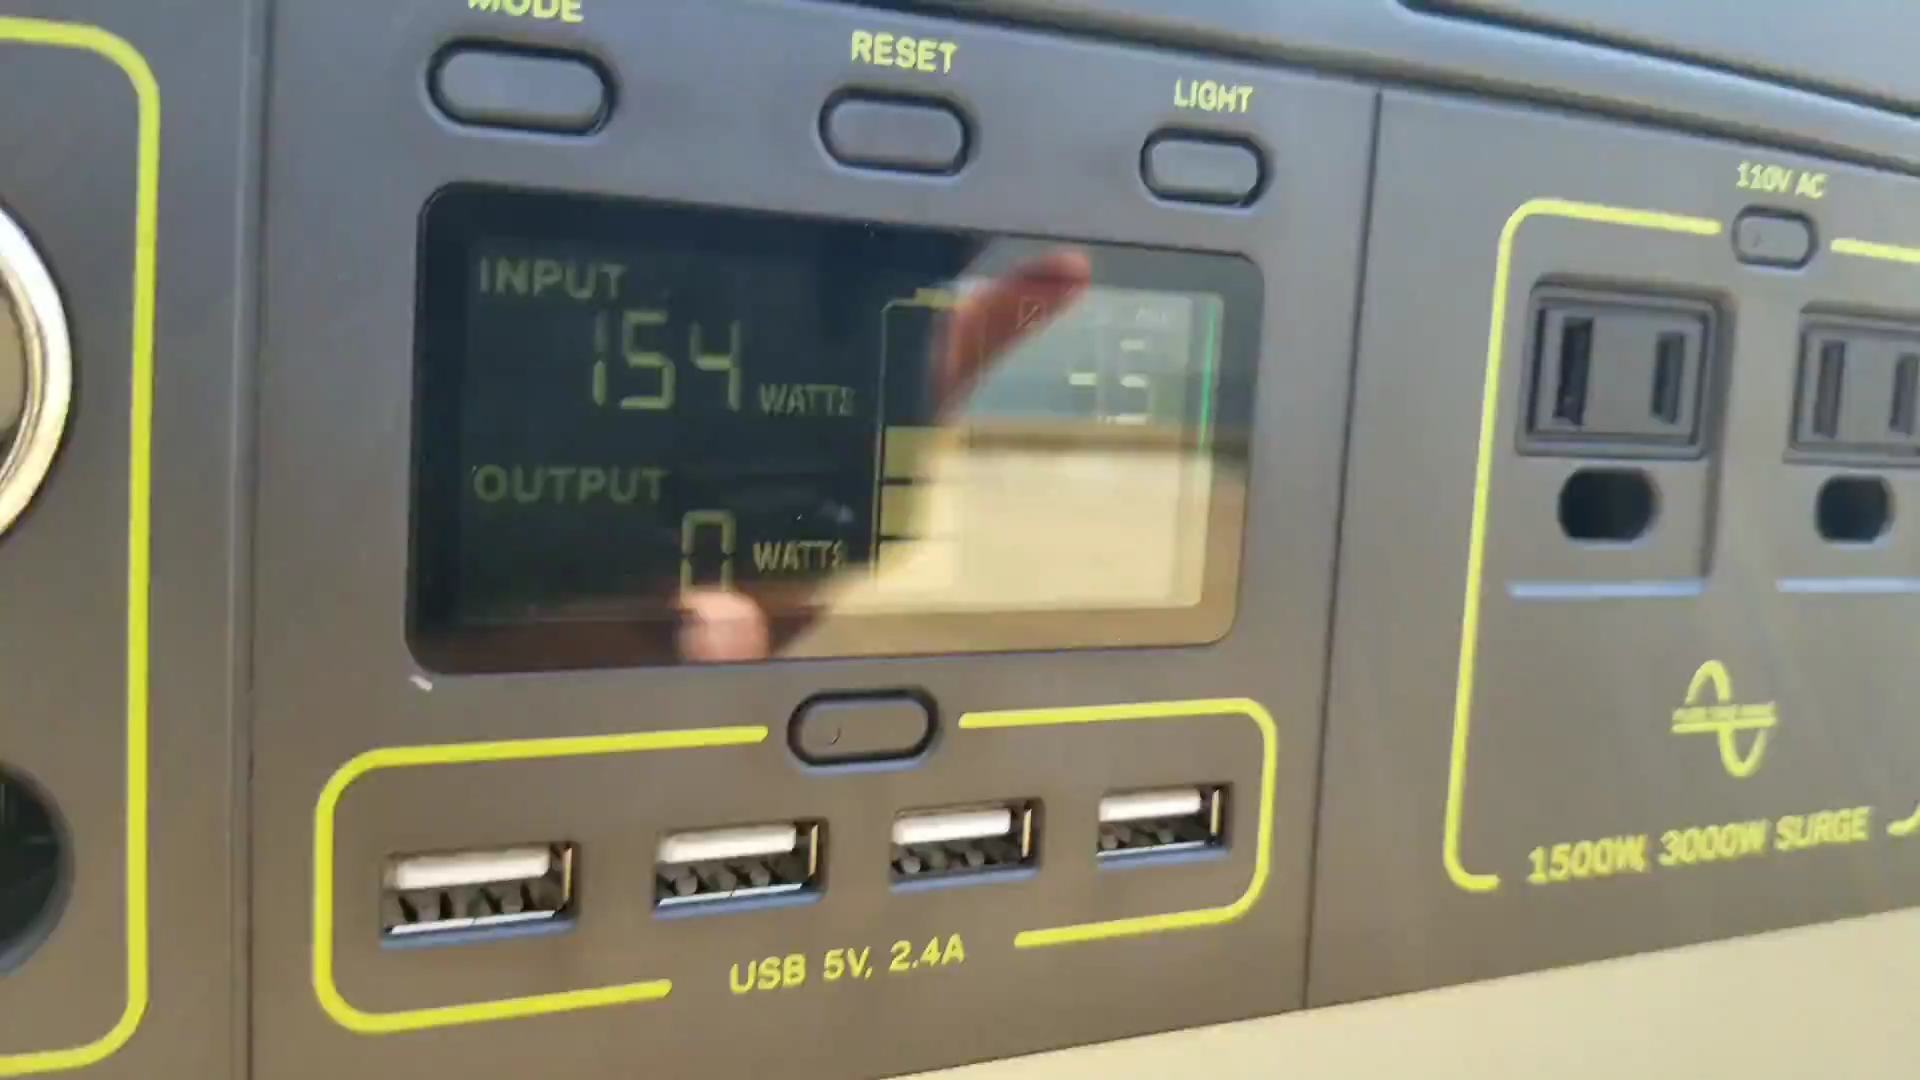 MODE
RESET
LIGHT
110V AC
INPUT
154 WATTS
OUTPUT
0 WATTS
USB 5V, 2.4A
1500W, 3000W SURGE